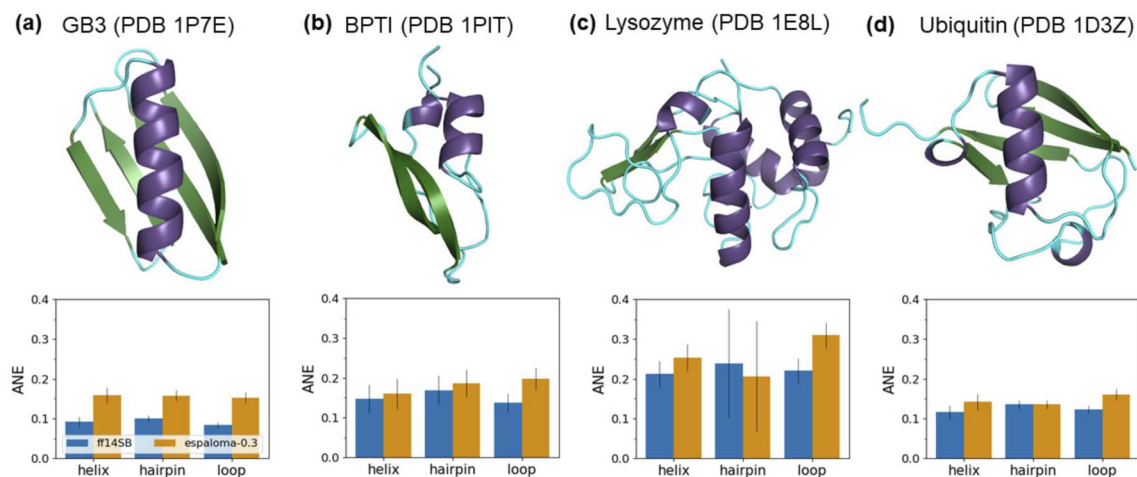 (a) GB3 (PDB 1P7E)
(b) BPTI (PDB 1PIT)
(c) Lysozyme (PDB 1E8L)
(d) Ubiquitin (PDB 1D3Z)
0.4
0.3
0.2
0.1
0.0
ANE
ff14SB
espaloma-0.3
helix hairpin loop
0.4
0.3
0.2
0.1
0.0
ANE
helix hairpin loop
0.4
0.3
0.2
0.1
0.0
ANE
helix hairpin loop
0.4
0.3
0.2
0.1
0.0
ANE
helix hairpin loop